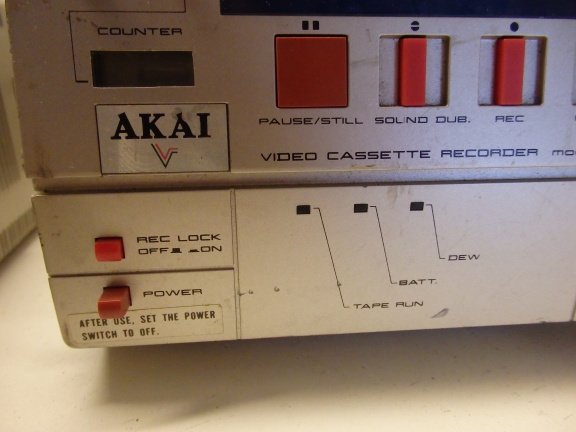 COUNTER
AKAI
PAUSE/STILL SOUND DUB. REC
VIDEO CASSETTE RECORDER
REC LOCK
OFF ON
POWER
AFTER USE, SET THE POWER
SWITCH TO OFF.
DEW
BATT.
TAPE RUN